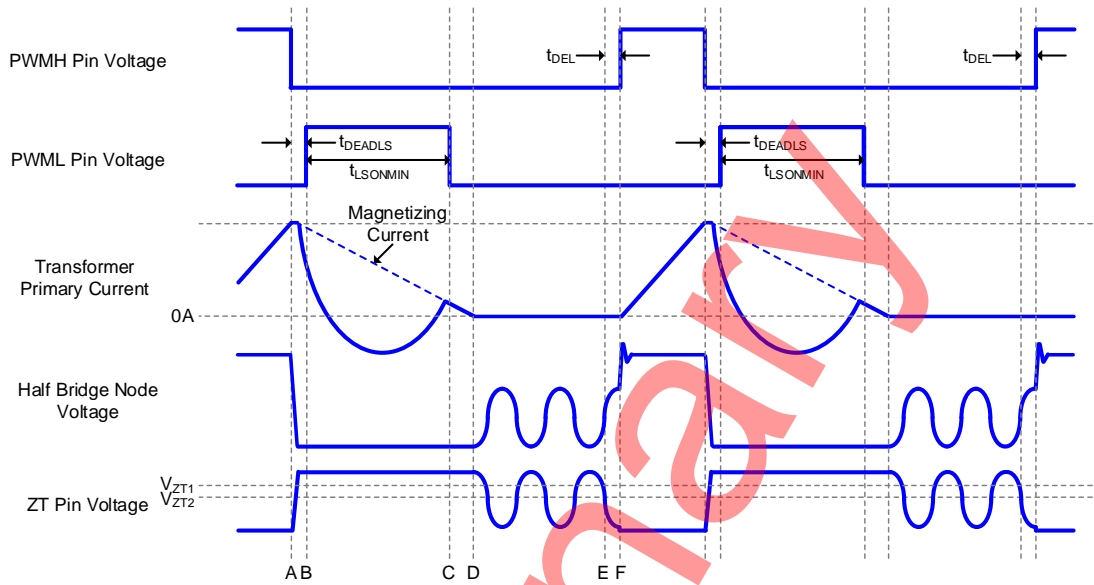 PWMH Pin Voltage
tDEL
tDEL
PWML Pin Voltage
tDEADLS
tLSONMIN
tDEADLS
tLSONMIN
Magnetizing
Current
Transformer
Primary Current
0A
Half Bridge Node
Voltage
VZT1
VZT2
ZT Pin Voltage
A B C D E F
nary